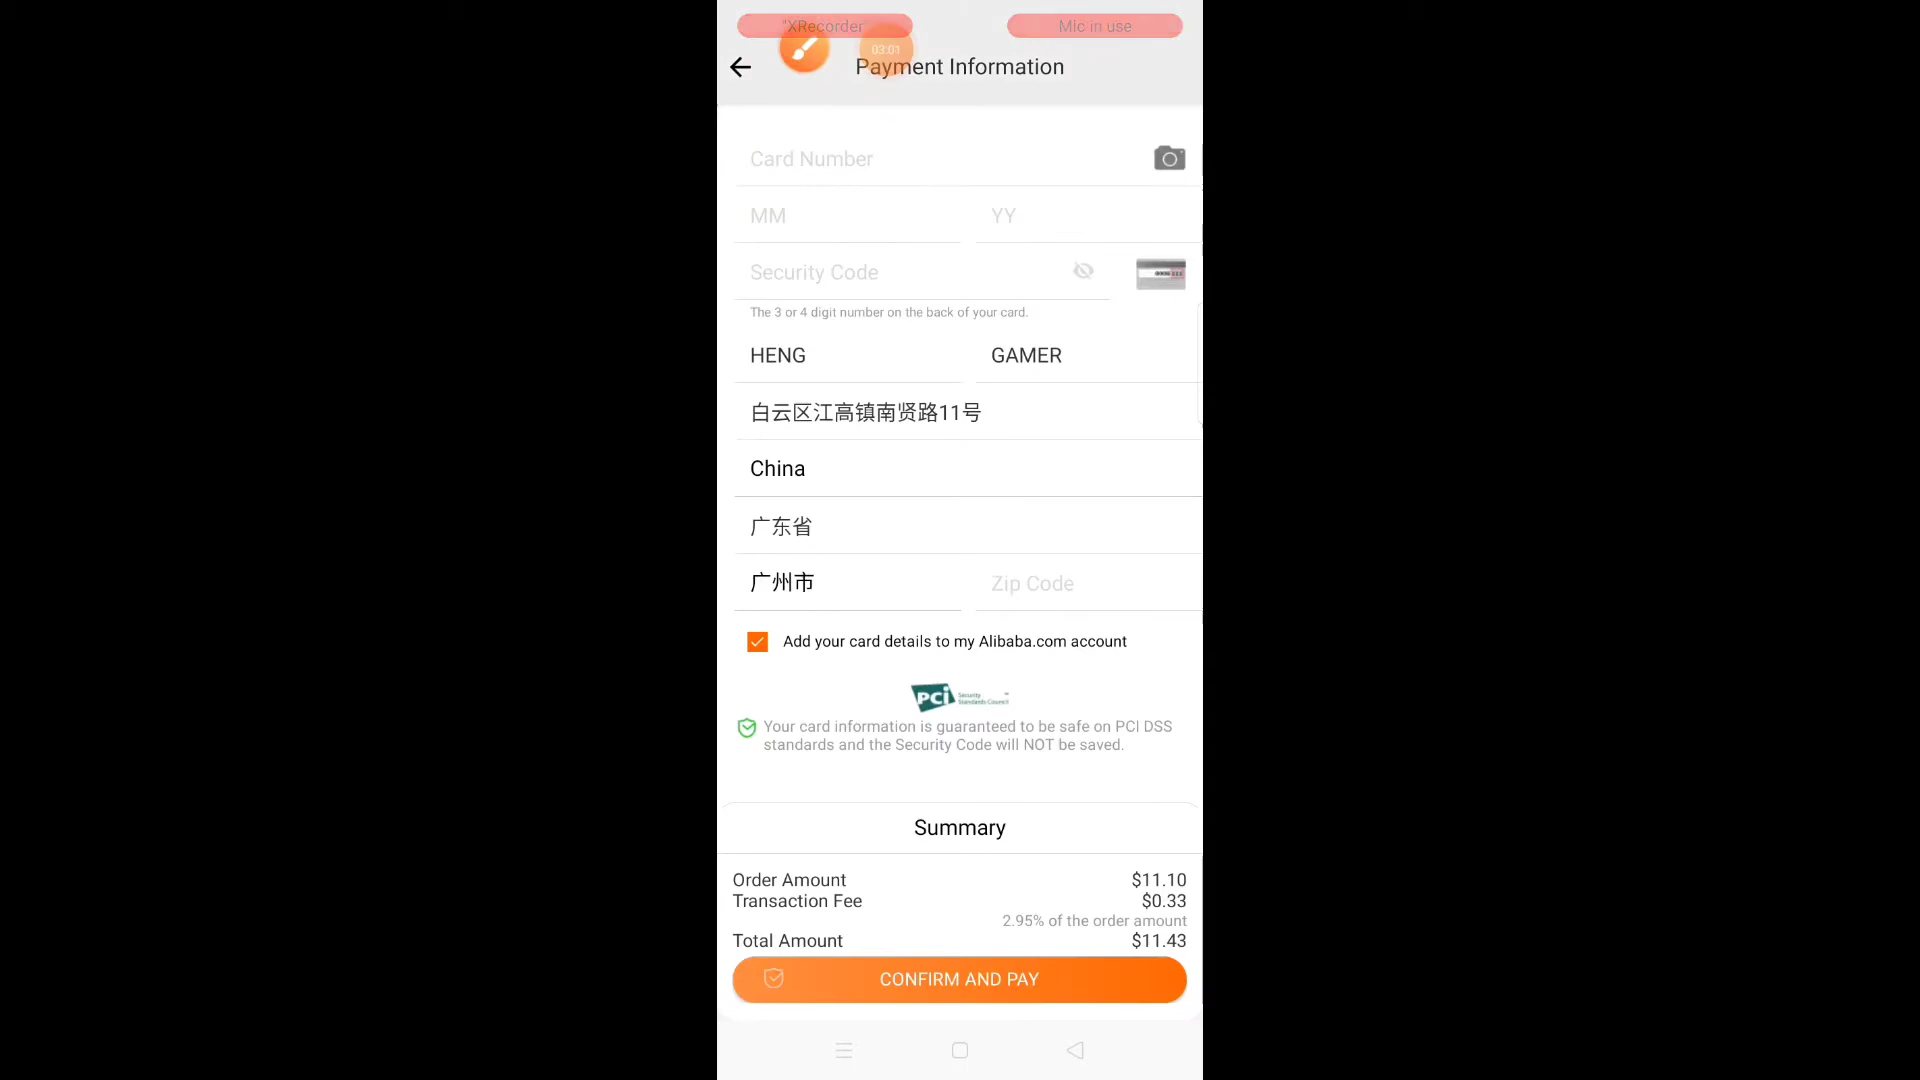 "XRecorder"
Mic in use
03:01
Payment Information
Card Number
MM
YY
Security Code
The 3 or 4 digit number on the back of your card.
HENG
GAMER
白云区江高镇南贤路11号
China
广东省
广州市
Zip Code
Add your card details to my Alibaba.com account
PCi Security Standards Council
Your card information is guaranteed to be safe on PCI DSS
standards and the Security Code will NOT be saved.
Summary
Order Amount $11.10
Transaction Fee $0.33
2.95% of the order amount
Total Amount $11.43
CONFIRM AND PAY